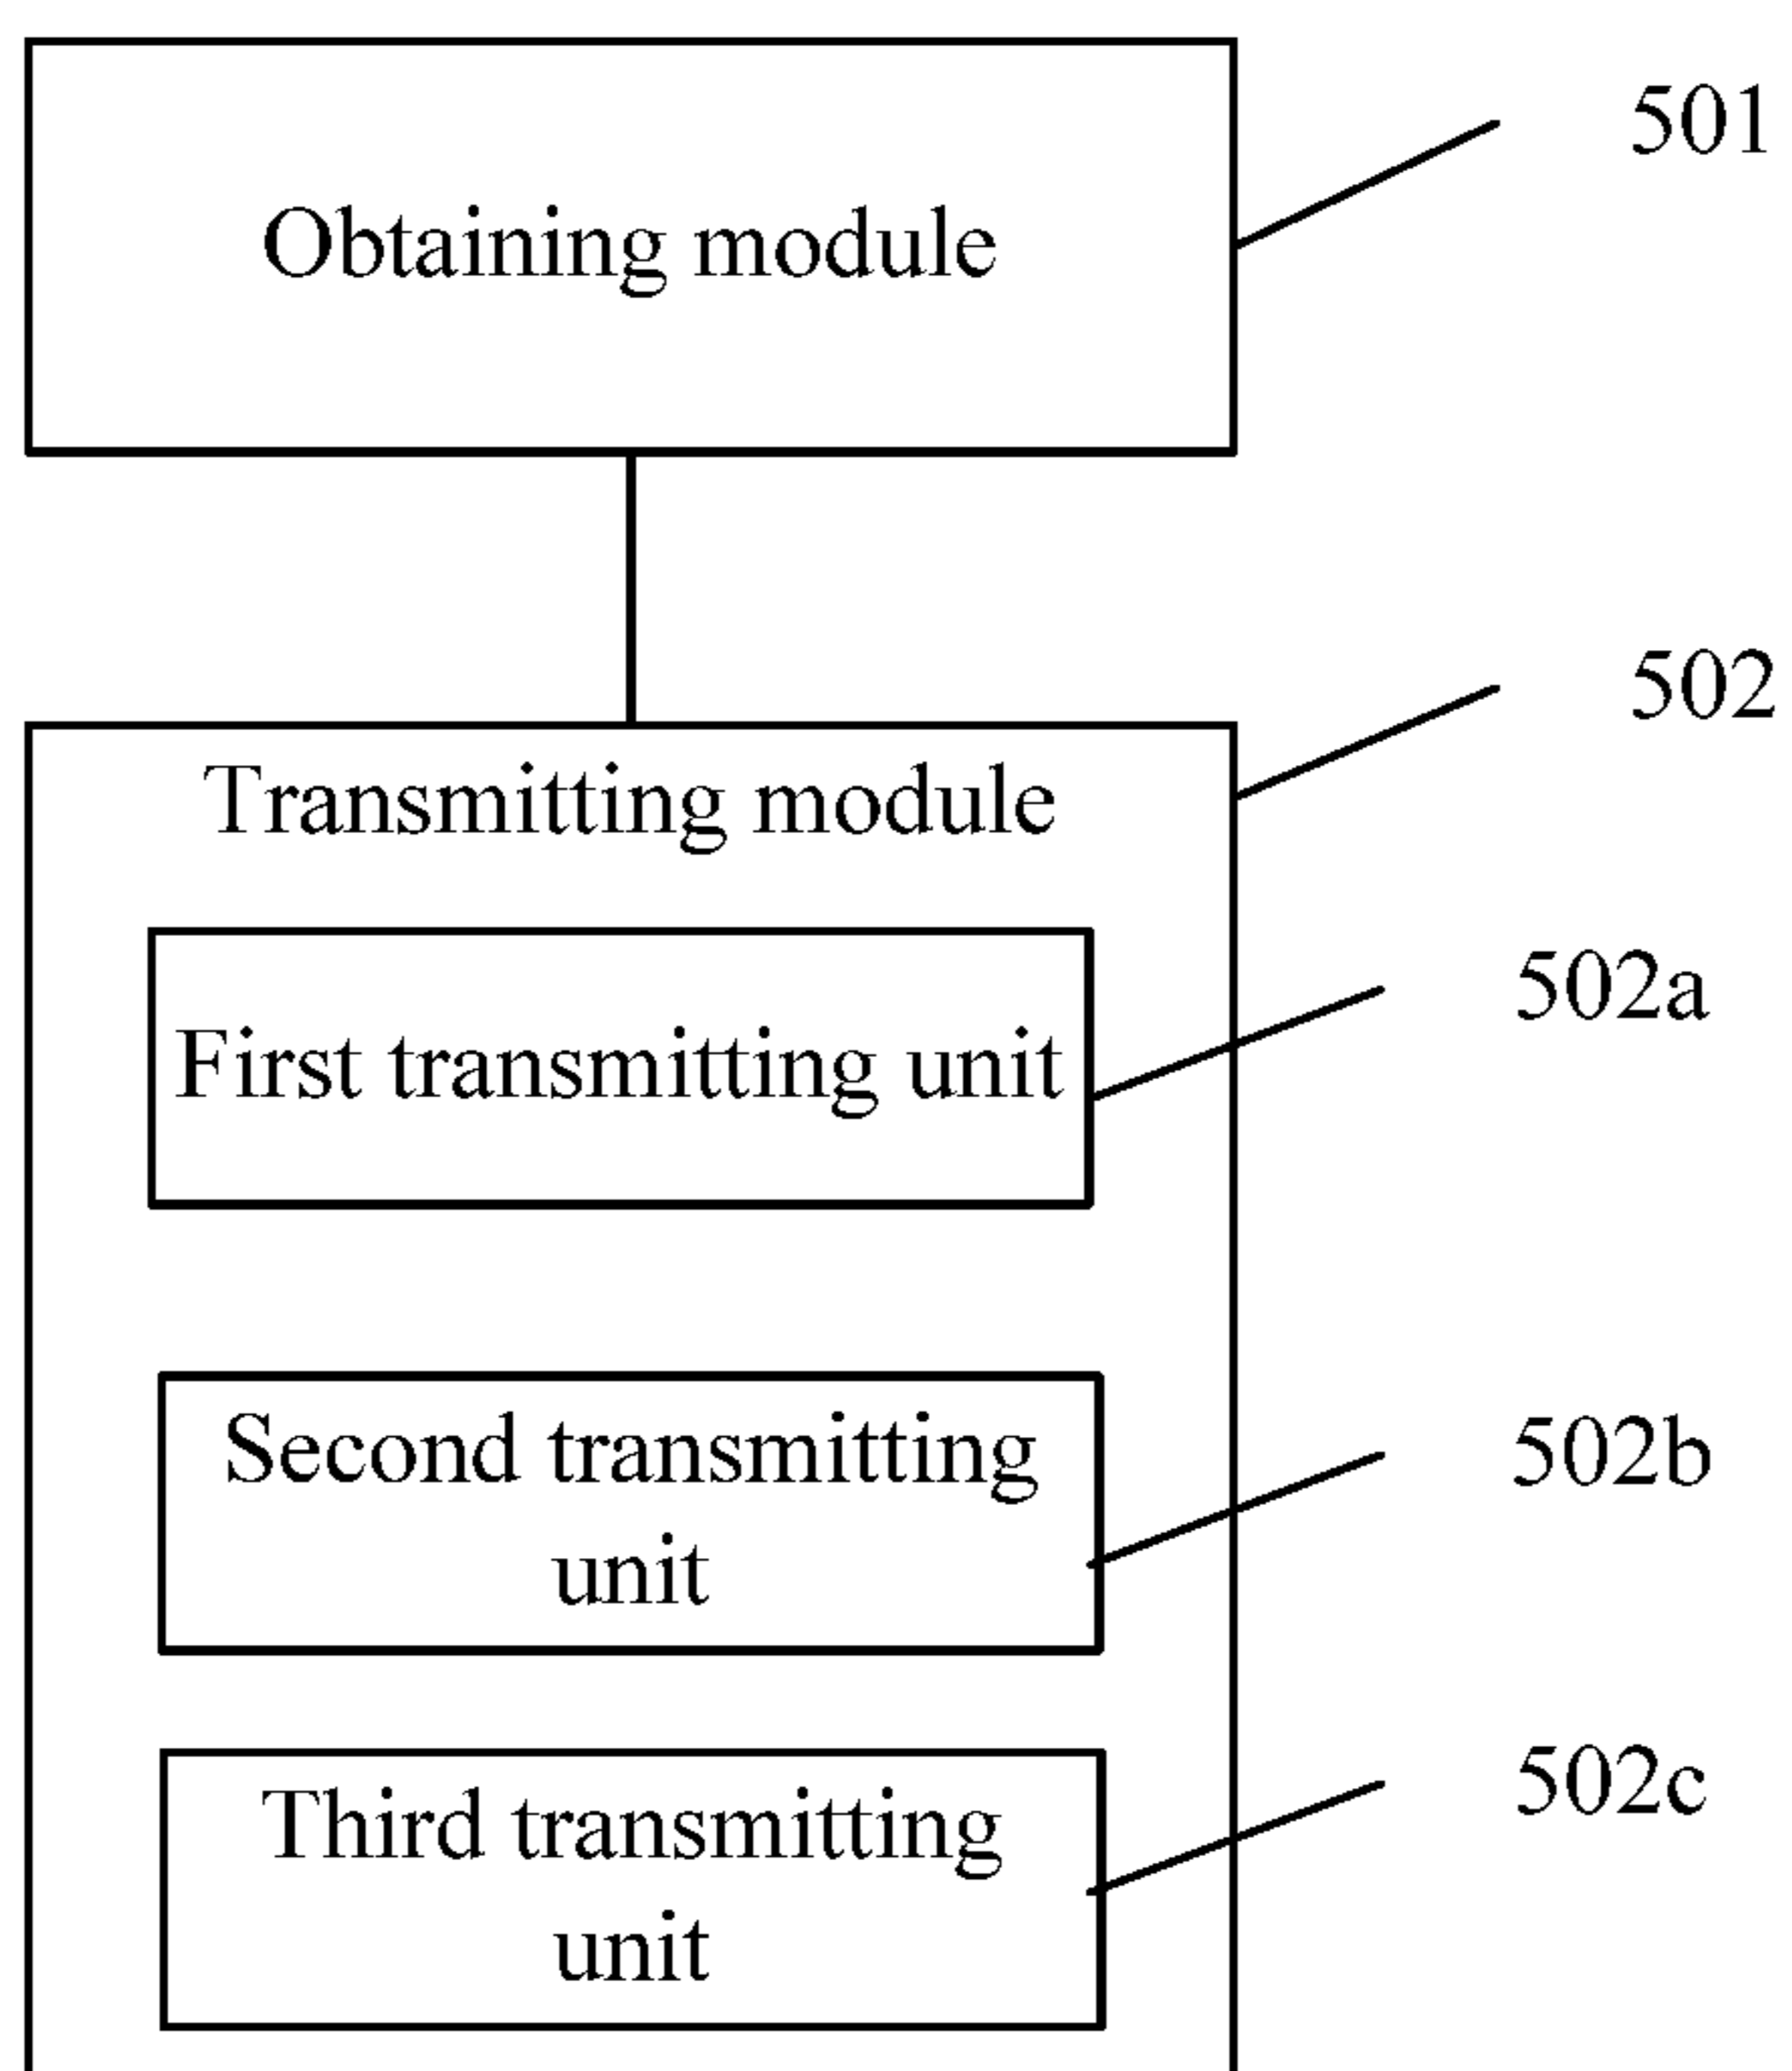 Obtaining module
501
502
Transmitting module
502a
First transmitting unit
502b
Second transmitting
unit
502c
Third transmitting
unit